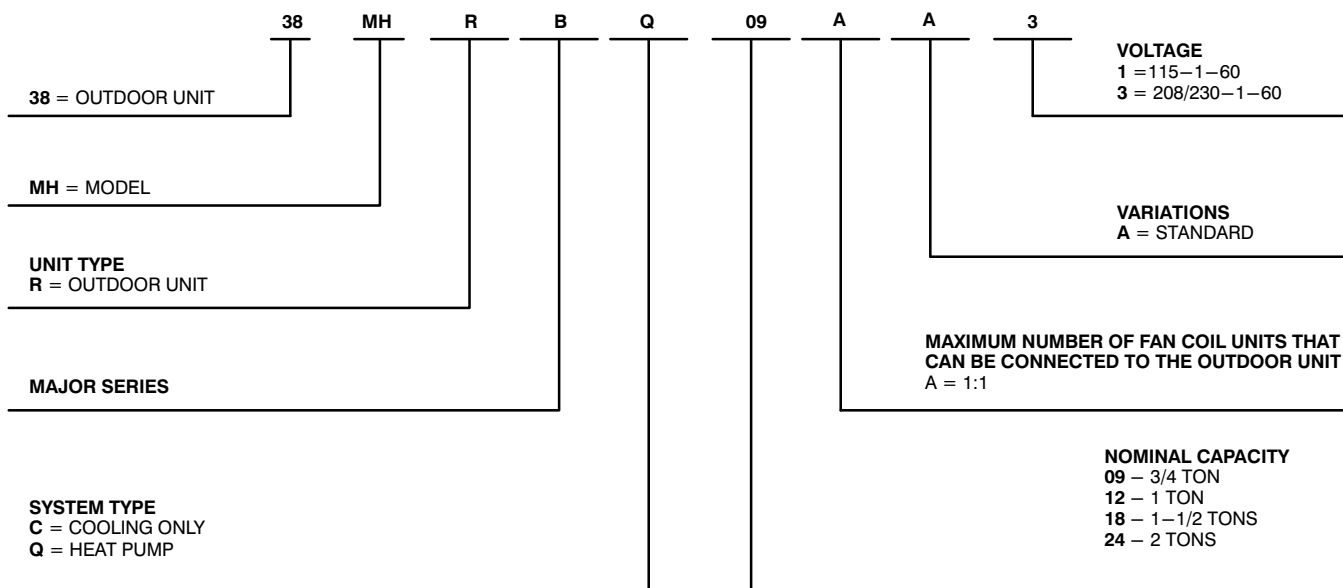 38 MH R B Q 09 A A 3
38 = OUTDOOR UNIT
VOLTAGE
1 =115−1−60
3 = 208/230−1−60
MH = MODEL
VARIATIONS
A = STANDARD
UNIT TYPE
R = OUTDOOR UNIT
MAXIMUM NUMBER OF FAN COIL UNITS THAT
CAN BE CONNECTED TO THE OUTDOOR UNIT
A = 1:1
MAJOR SERIES
NOMINAL CAPACITY
09 − 3/4 TON
12 − 1 TON
18 − 1−1/2 TONS
24 − 2 TONS
SYSTEM TYPE
C = COOLING ONLY
Q = HEAT PUMP